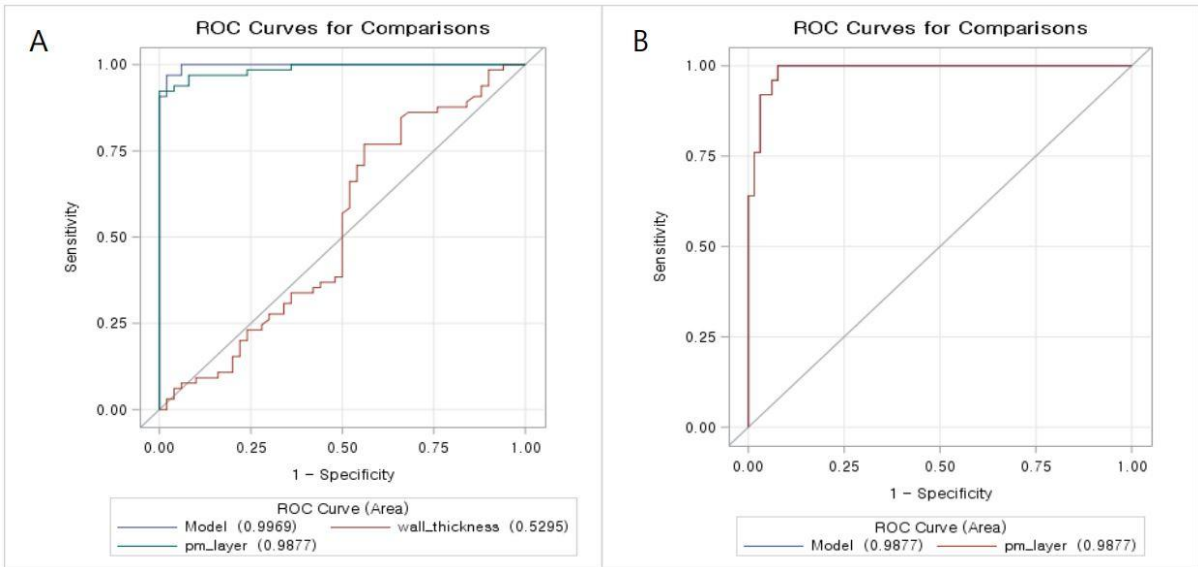 A
ROC Curves for Comparisons
1.00
0.75
0.50
0.25
0.00
Sensitivity
0.00 0.25 0.50 0.75 1.00
1 - Specificity
ROC Curve (Area)
Model (0.9969) wall_thickness (0.5295)
pm_layer (0.9877)
B
ROC Curves for Comparisons
1.00
0.75
0.50
0.25
0.00
Sensitivity
0.00 0.25 0.50 0.75 1.00
1 - Specificity
ROC Curve (Area)
Model (0.9877) pm_layer (0.9877)